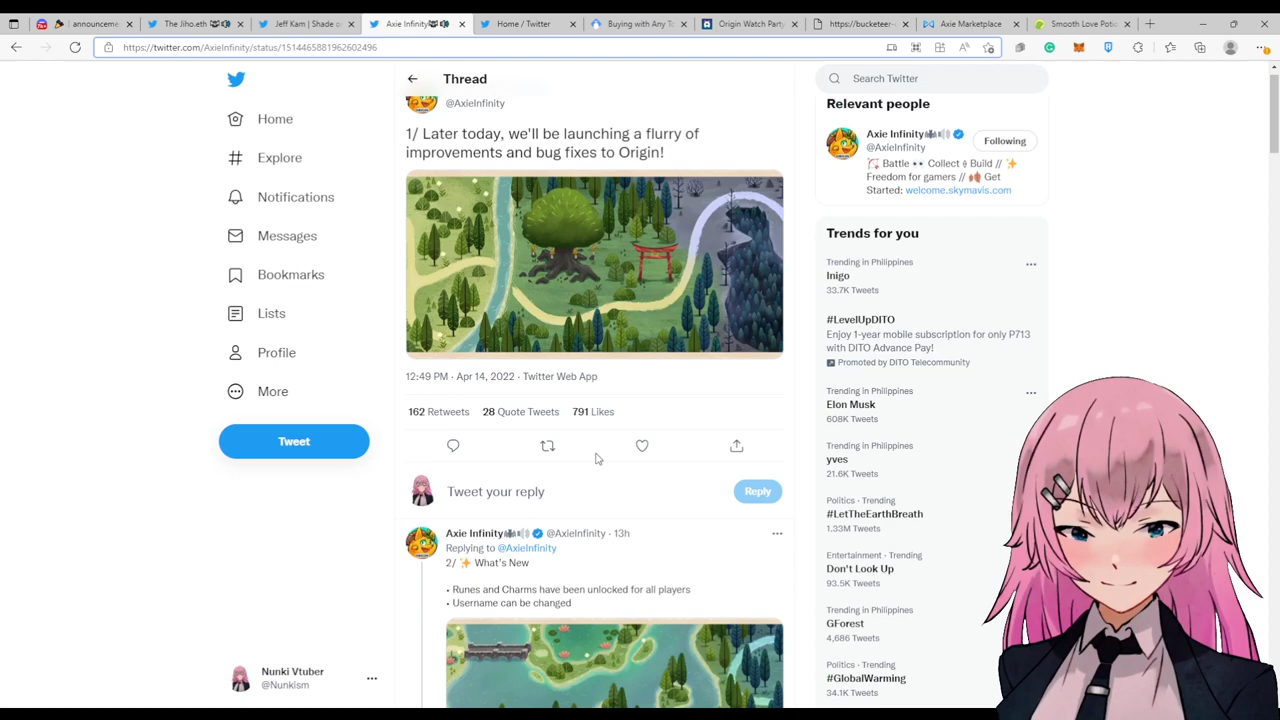 announceme
The Jiho.eth
Jeff Kam | Shade o
Axie Infinity
Home / Twitter
Buying with Any To
Origin Watch Party
https://bucketeer-
Axie Marketplace
Smooth Love Potio
https://twitter.com/AxieInfinity/status/1514465881962602496
Home
Explore
Notifications
Messages
Bookmarks
Lists
Profile
More
Tweet
Nunki Vtuber
@Nunkism
Thread
@AxieInfinity
1/ Later today, we'll be launching a flurry of
improvements and bug fixes to Origin!
12:49 PM · Apr 14, 2022 · Twitter Web App
162 Retweets 28 Quote Tweets 791 Likes
Tweet your reply
Reply
Axie Infinity @AxieInfinity · 13h
Replying to @AxieInfinity
2/ ✨ What's New
• Runes and Charms have been unlocked for all players
• Username can be changed
Search Twitter
Relevant people
Axie Infinity
@AxieInfinity
Following
Battle 👀 Collect Build // ✨
Freedom for gamers // Get
Started: welcome.skymavis.com
Trends for you
Trending in Philippines
Inigo
33.7K Tweets
#LevelUpDITO
Enjoy 1-year mobile subscription for only P713
with DITO Advance Pay!
Promoted by DITO Telecommunity
Trending in Philippines
Elon Musk
608K Tweets
Trending in Philippines
yves
21.6K Tweets
Politics · Trending
#LetTheEarthBreath
1.33M Tweets
Entertainment · Trending
Don't Look Up
93.5K Tweets
Trending in Philippines
GForest
4,686 Tweets
Politics · Trending
#GlobalWarming
34.1K Tweets